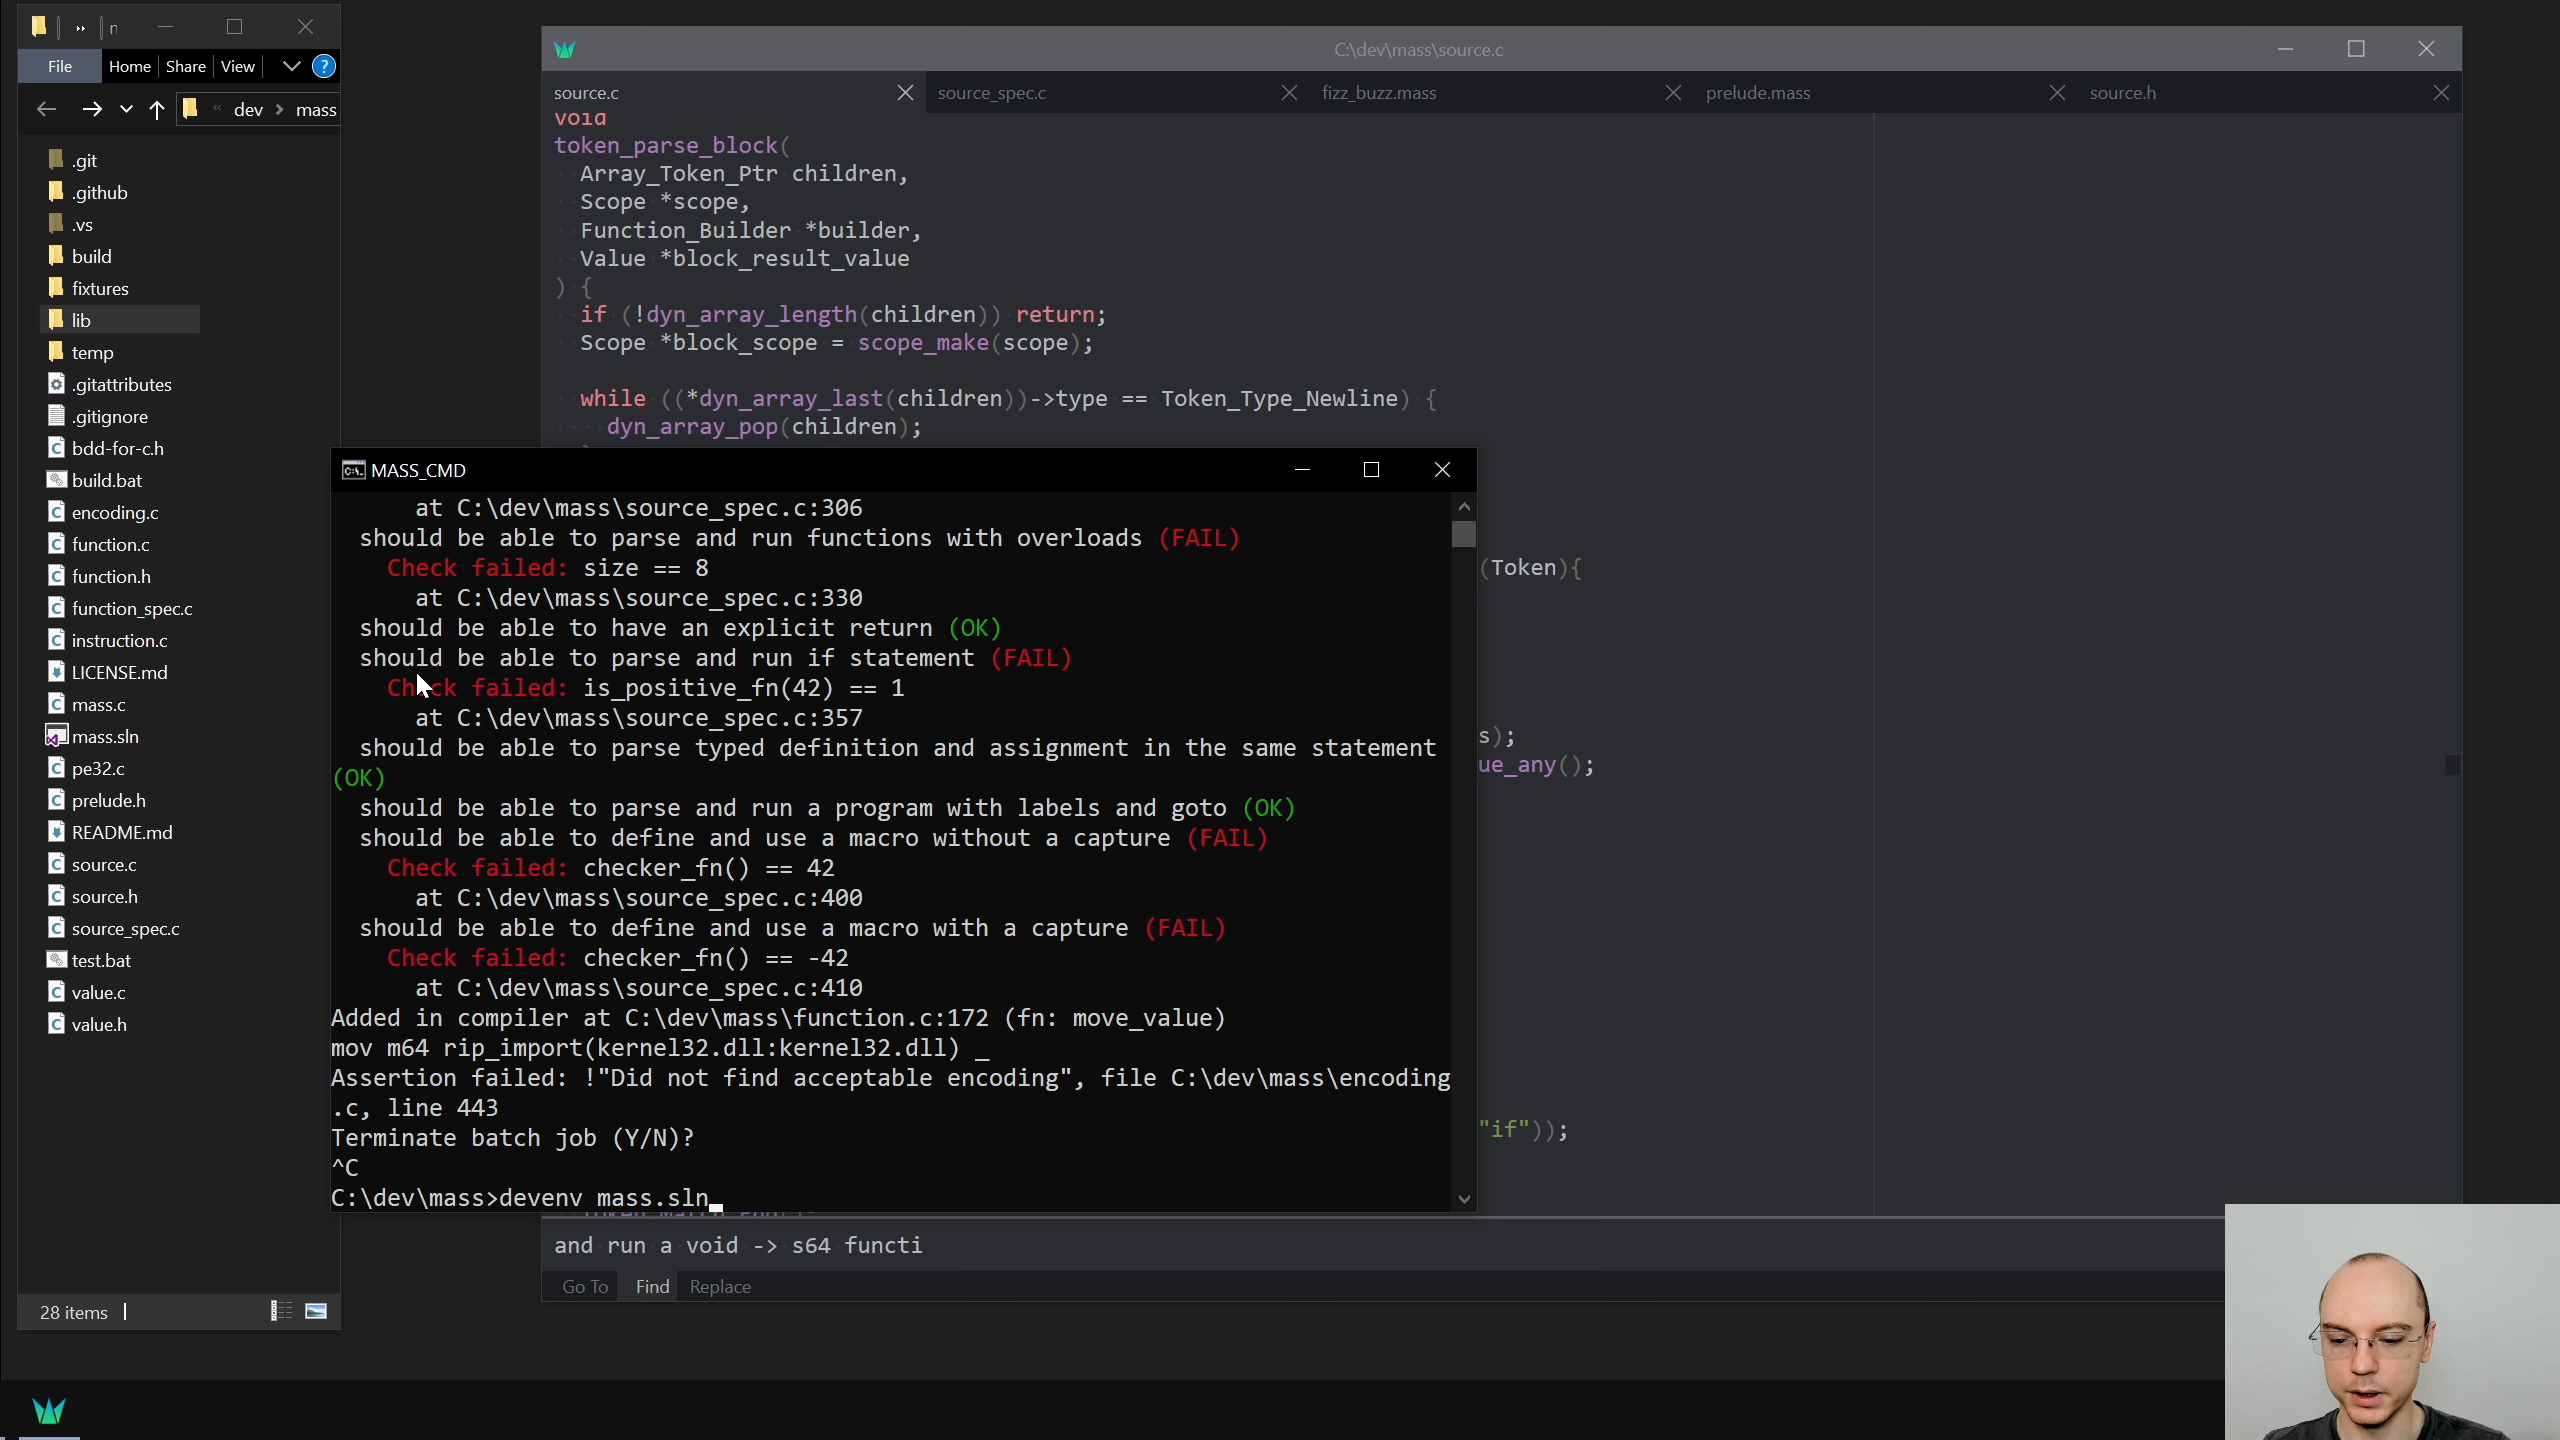 n
File
Home
Share
View
?
«
dev
mass
.git
.github
.vs
build
fixtures
lib
temp
.gitattributes
.gitignore
bdd-for-c.h
build.bat
encoding.c
function.c
function.h
function_spec.c
instruction.c
LICENSE.md
mass.c
mass.sln
pe32.c
prelude.h
README.md
source.c
source.h
source_spec.c
test.bat
value.c
value.h
28 items
C:\dev\mass\source.c
source.c
source_spec.c
fizz_buzz.mass
prelude.mass
source.h
void
token_parse_block(
Array_Token_Ptr children,
Scope *scope,
Function_Builder *builder,
Value *block_result_value
) {
if (!dyn_array_length(children)) return;
Scope *block_scope = scope_make(scope);
while ((*dyn_array_last(children))->type == Token_Type_Newline) {
dyn_array_pop(children);
(Token){
s);
ue_any();
"if"));
MASS_CMD
at C:\dev\mass\source_spec.c:306
should be able to parse and run functions with overloads (FAIL)
Check failed: size == 8
at C:\dev\mass\source_spec.c:330
should be able to have an explicit return (OK)
should be able to parse and run if statement (FAIL)
Check failed: is_positive_fn(42) == 1
at C:\dev\mass\source_spec.c:357
should be able to parse typed definition and assignment in the same statement
(OK)
should be able to parse and run a program with labels and goto (OK)
should be able to define and use a macro without a capture (FAIL)
Check failed: checker_fn() == 42
at C:\dev\mass\source_spec.c:400
should be able to define and use a macro with a capture (FAIL)
Check failed: checker_fn() == -42
at C:\dev\mass\source_spec.c:410
Added in compiler at C:\dev\mass\function.c:172 (fn: move_value)
mov m64 rip_import(kernel32.dll:kernel32.dll) _
Assertion failed: !"Did not find acceptable encoding", file C:\dev\mass\encoding
.c, line 443
Terminate batch job (Y/N)?
^C
C:\dev\mass>devenv mass.sln
and run a void -> s64 functi
Go To
Find
Replace